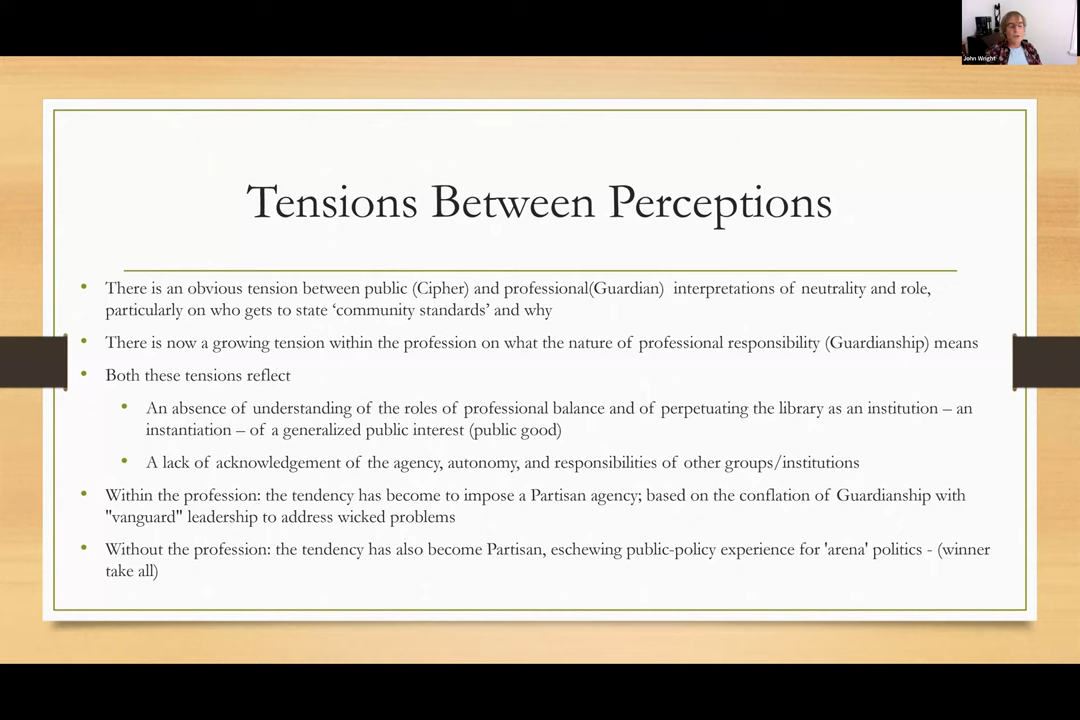 John Wright
Tensions Between Perceptions
• There is an obvious tension between public (Cipher) and professional(Guardian) interpretations of neutrality and role,
particularly on who gets to state ‘community standards’ and why
• There is now a growing tension within the profession on what the nature of professional responsibility (Guardianship) means
• Both these tensions reflect
• An absence of understanding of the roles of professional balance and of perpetuating the library as an institution – an
instantiation – of a generalized public interest (public good)
• A lack of acknowledgement of the agency, autonomy, and responsibilities of other groups/institutions
• Within the profession: the tendency has become to impose a Partisan agency; based on the conflation of Guardianship with
"vanguard" leadership to address wicked problems
• Without the profession: the tendency has also become Partisan, eschewing public-policy experience for 'arena' politics - (winner
take all)